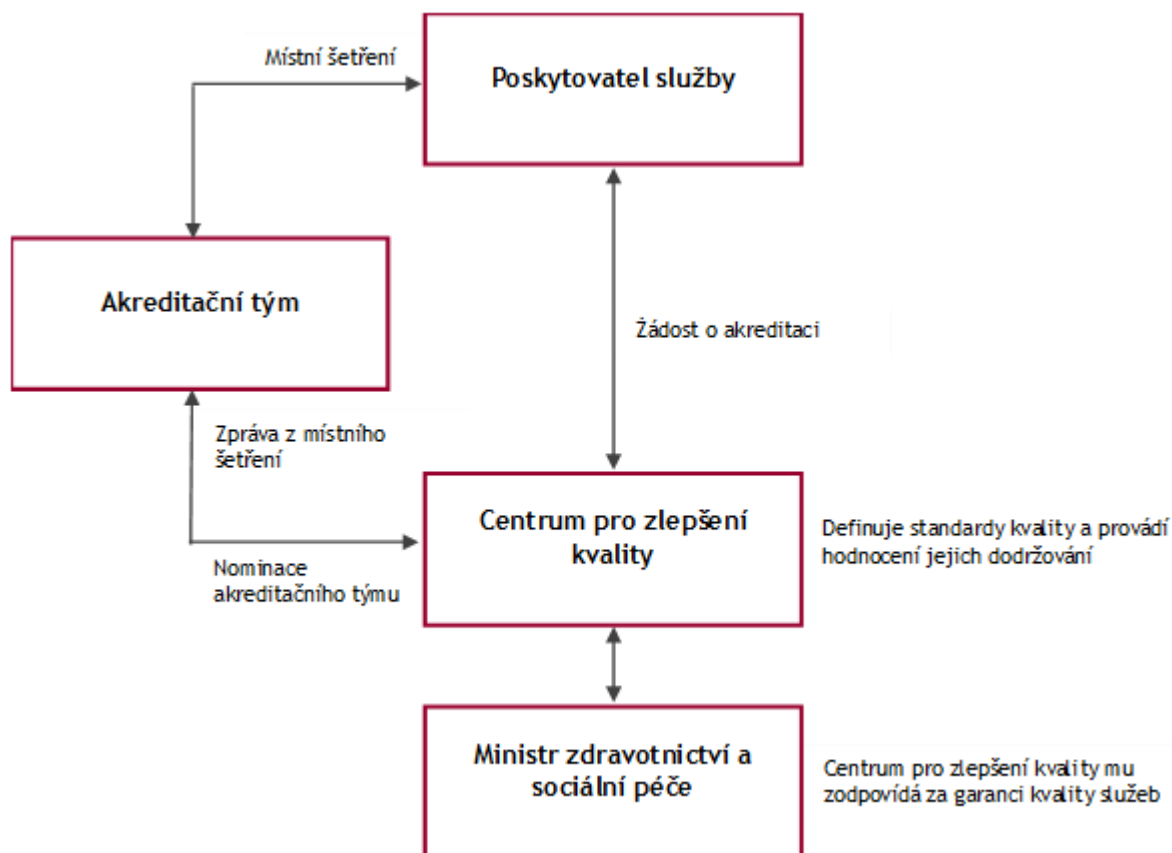 Místní šetření
Poskytovatel služby
Akreditační tým
Žádost o akreditaci
Zpráva z místního
šetření
Centrum pro zlepšení
kvality
Definuje standardy kvality a provádí
hodnocení jejich dodržování
Nominace
akreditačního týmu
Ministr zdravotnictví a
sociální péče
Centrum pro zlepšení kvality mu
zodpovídá za garanci kvality služeb